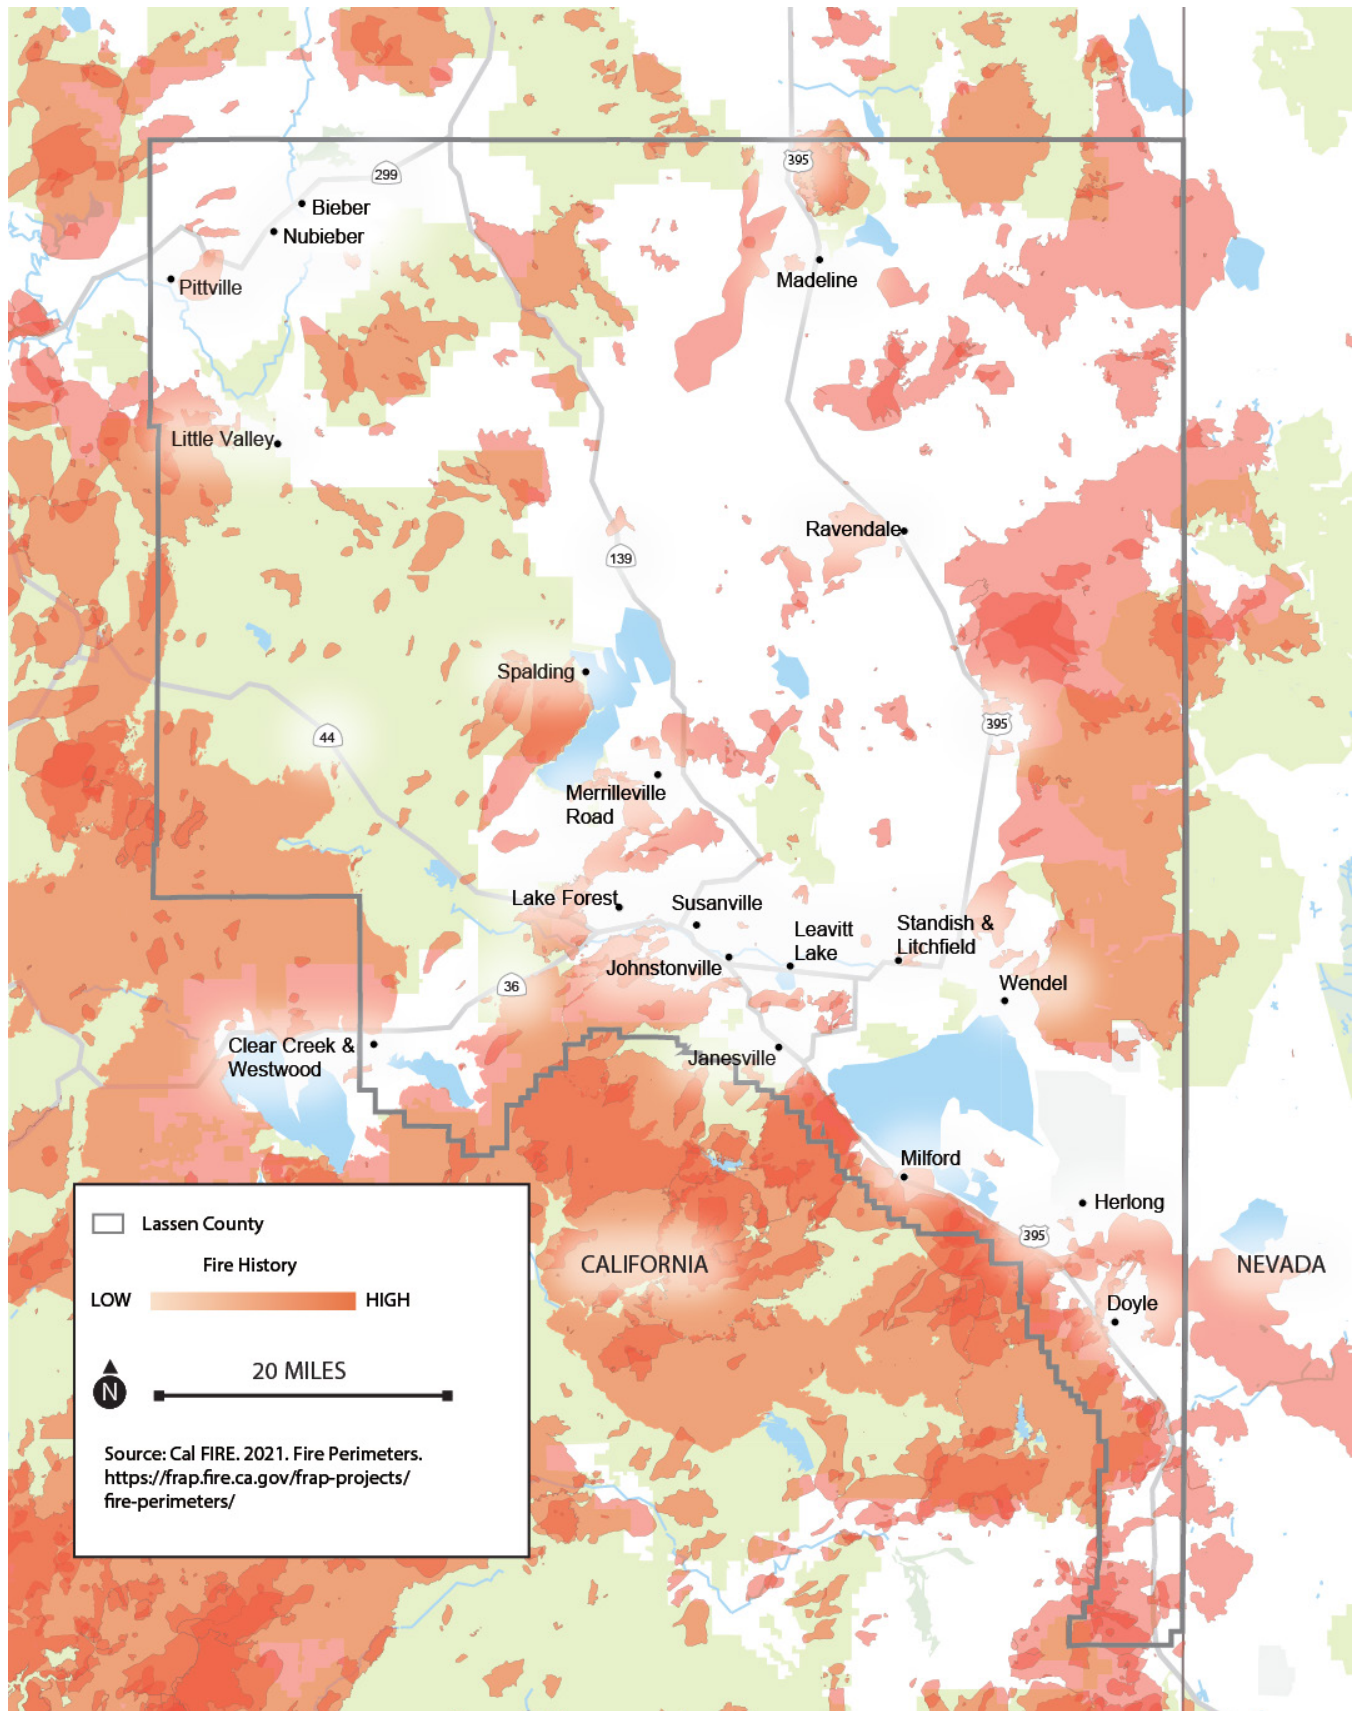 395
299
Bieber
Nubieber
Pittville
Madeline
Little Valley
Ravendale
139
Spalding
395
44
Merrilleville
Road
Lake Forest
Susanville
Leavitt
Lake
Standish &
Litchfield
Johnstonville
36
Wendel
Clear Creek &
Westwood
Janesville
Milford
Herlong
395
CALIFORNIA
NEVADA
Doyle
Lassen County
Fire History
LOW
HIGH
20 MILES
N
Source: Cal FIRE. 2021. Fire Perimeters.
https://frap.fire.ca.gov/frap-projects/
fire-perimeters/